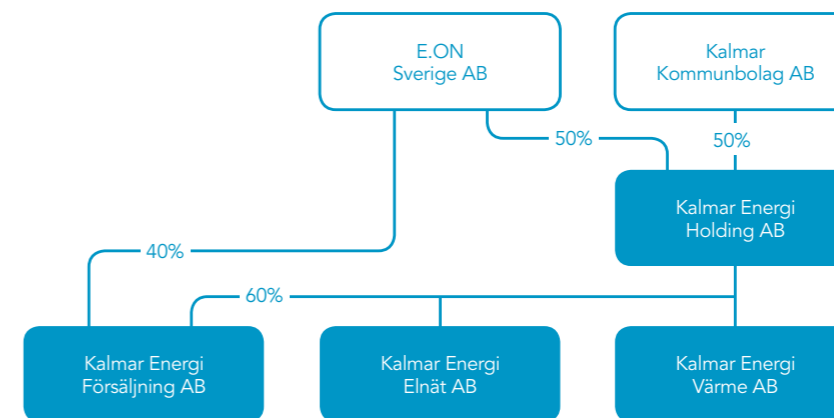 E.ON
Sverige AB
Kalmar
Kommunbolag AB
50%
50%
Kalmar Energi
Holding AB
40%
60%
Kalmar Energi
Försäljning AB
Kalmar Energi
Elnät AB
Kalmar Energi
Värme AB